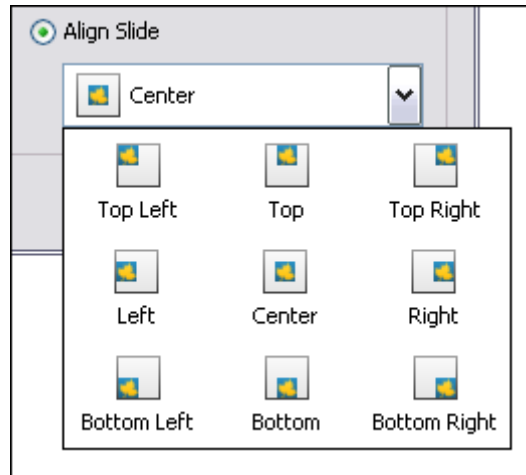 Align Slide
Center
Top Left Top Top Right
Left Center Right
Bottom Left Bottom Bottom Right